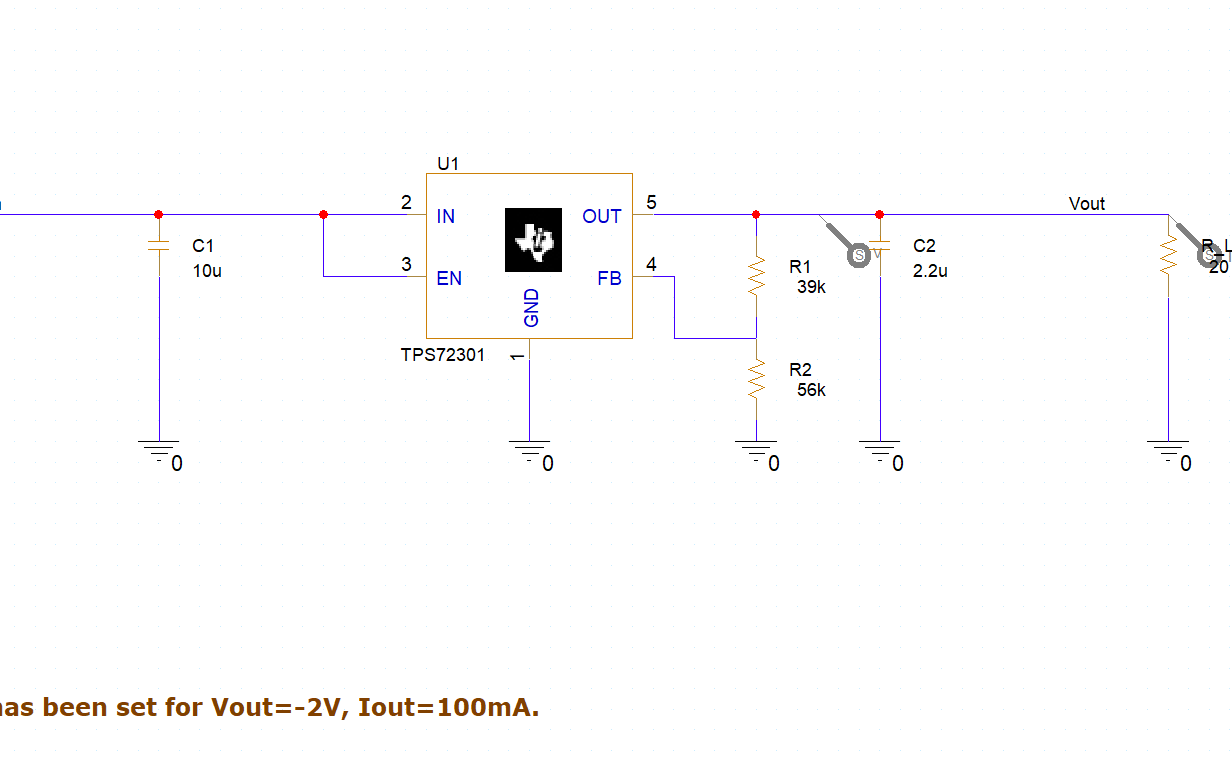 U1
2
IN
OUT
5
Vout
C1
10u
3
EN
FB
4
GND
R1
39k
C2
2.2u
V
S
R_L
S
20
TPS72301
1
R2
56k
0
0
0
0
0
has been set for Vout=-2V, Iout=100mA.